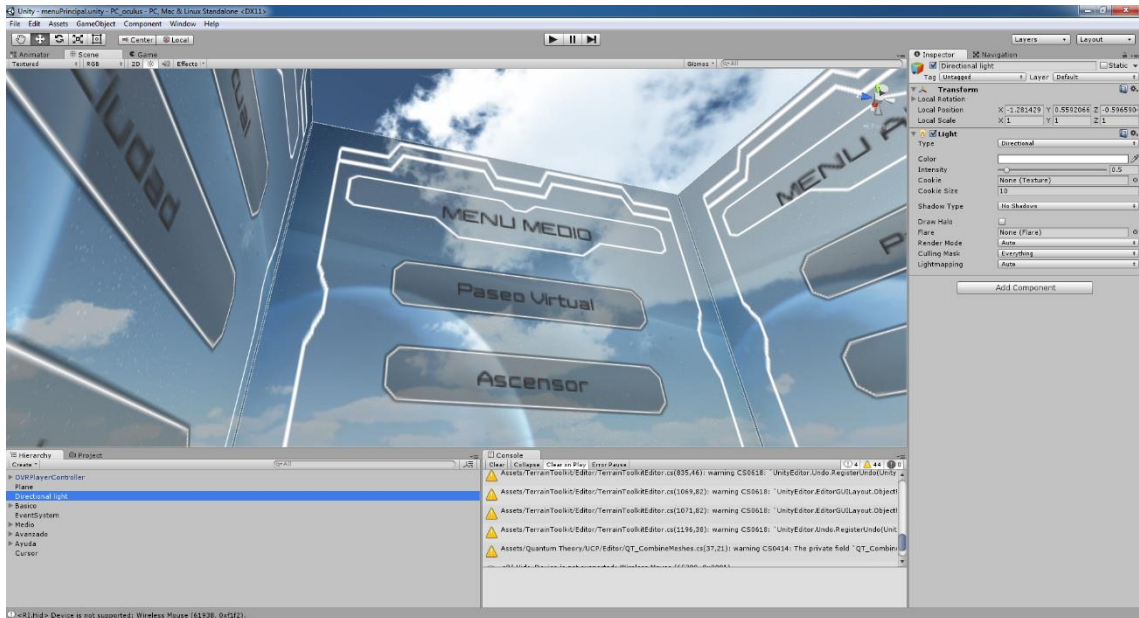 Unity - menuPrincipal.unity - PC_oculus - PC, Mac & Linux Standalone <DX11>
File Edit Assets GameObject Component Window Help
Center Local
Layers Layout
Animator Scene Game
Textured RGB 2D Effects Gizmos All
MENU MEDIO
Paseo Virtual
Ascensor
MENU A
P
Inspector Navigation
Directional light Static
Tag Untagged Layer Default
Transform
Local Rotation
Local Position X -1.281429 Y 0.5592066 Z -0.596590
Local Scale X 1 Y 1 Z 1
Light
Type Directional
Color
Intensity 0.5
Cookie None (Texture)
Cookie Size 10
Shadow Type No Shadows
Draw Halo
Flare None (Flare)
Render Mode Auto
Culling Mask Everything
Lightmapping Auto
Add Component
Hierarchy Project
Create All
OVRPlayerController
Plane
Directional light
Basico
EventSystem
Medio
Avanzado
Ayuda
Cursor
Console
Clear Collapse Clear on Play Error Pause 4 44 0
Assets/TerrainToolkit/Editor/TerrainToolkitEditor.cs(835,46): warning CS0618: `UnityEditor.Undo.RegisterUndo(Unity
Assets/TerrainToolkit/Editor/TerrainToolkitEditor.cs(1069,82): warning CS0618: `UnityEditor.EditorGUILayout.Object
Assets/TerrainToolkit/Editor/TerrainToolkitEditor.cs(1071,82): warning CS0618: `UnityEditor.EditorGUILayout.Object
Assets/TerrainToolkit/Editor/TerrainToolkitEditor.cs(1196,38): warning CS0618: `UnityEditor.Undo.RegisterUndo(Unit
Assets/Quantum Theory/UCP/Editor/QT_CombineMeshes.cs(37,21): warning CS0414: The private field `QT_Combin
<RI.Hid> Device is not supported: Wireless Mouse (61938, 0xf1f2).